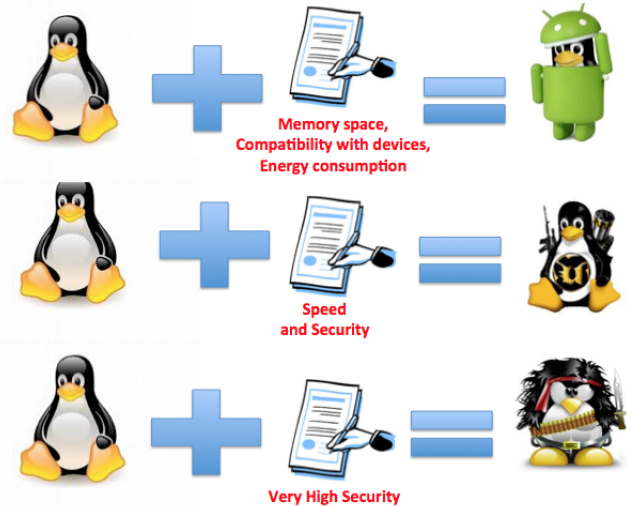 Memory space,
Compatibility with devices,
Energy consumption
Speed
and Security
Very High Security